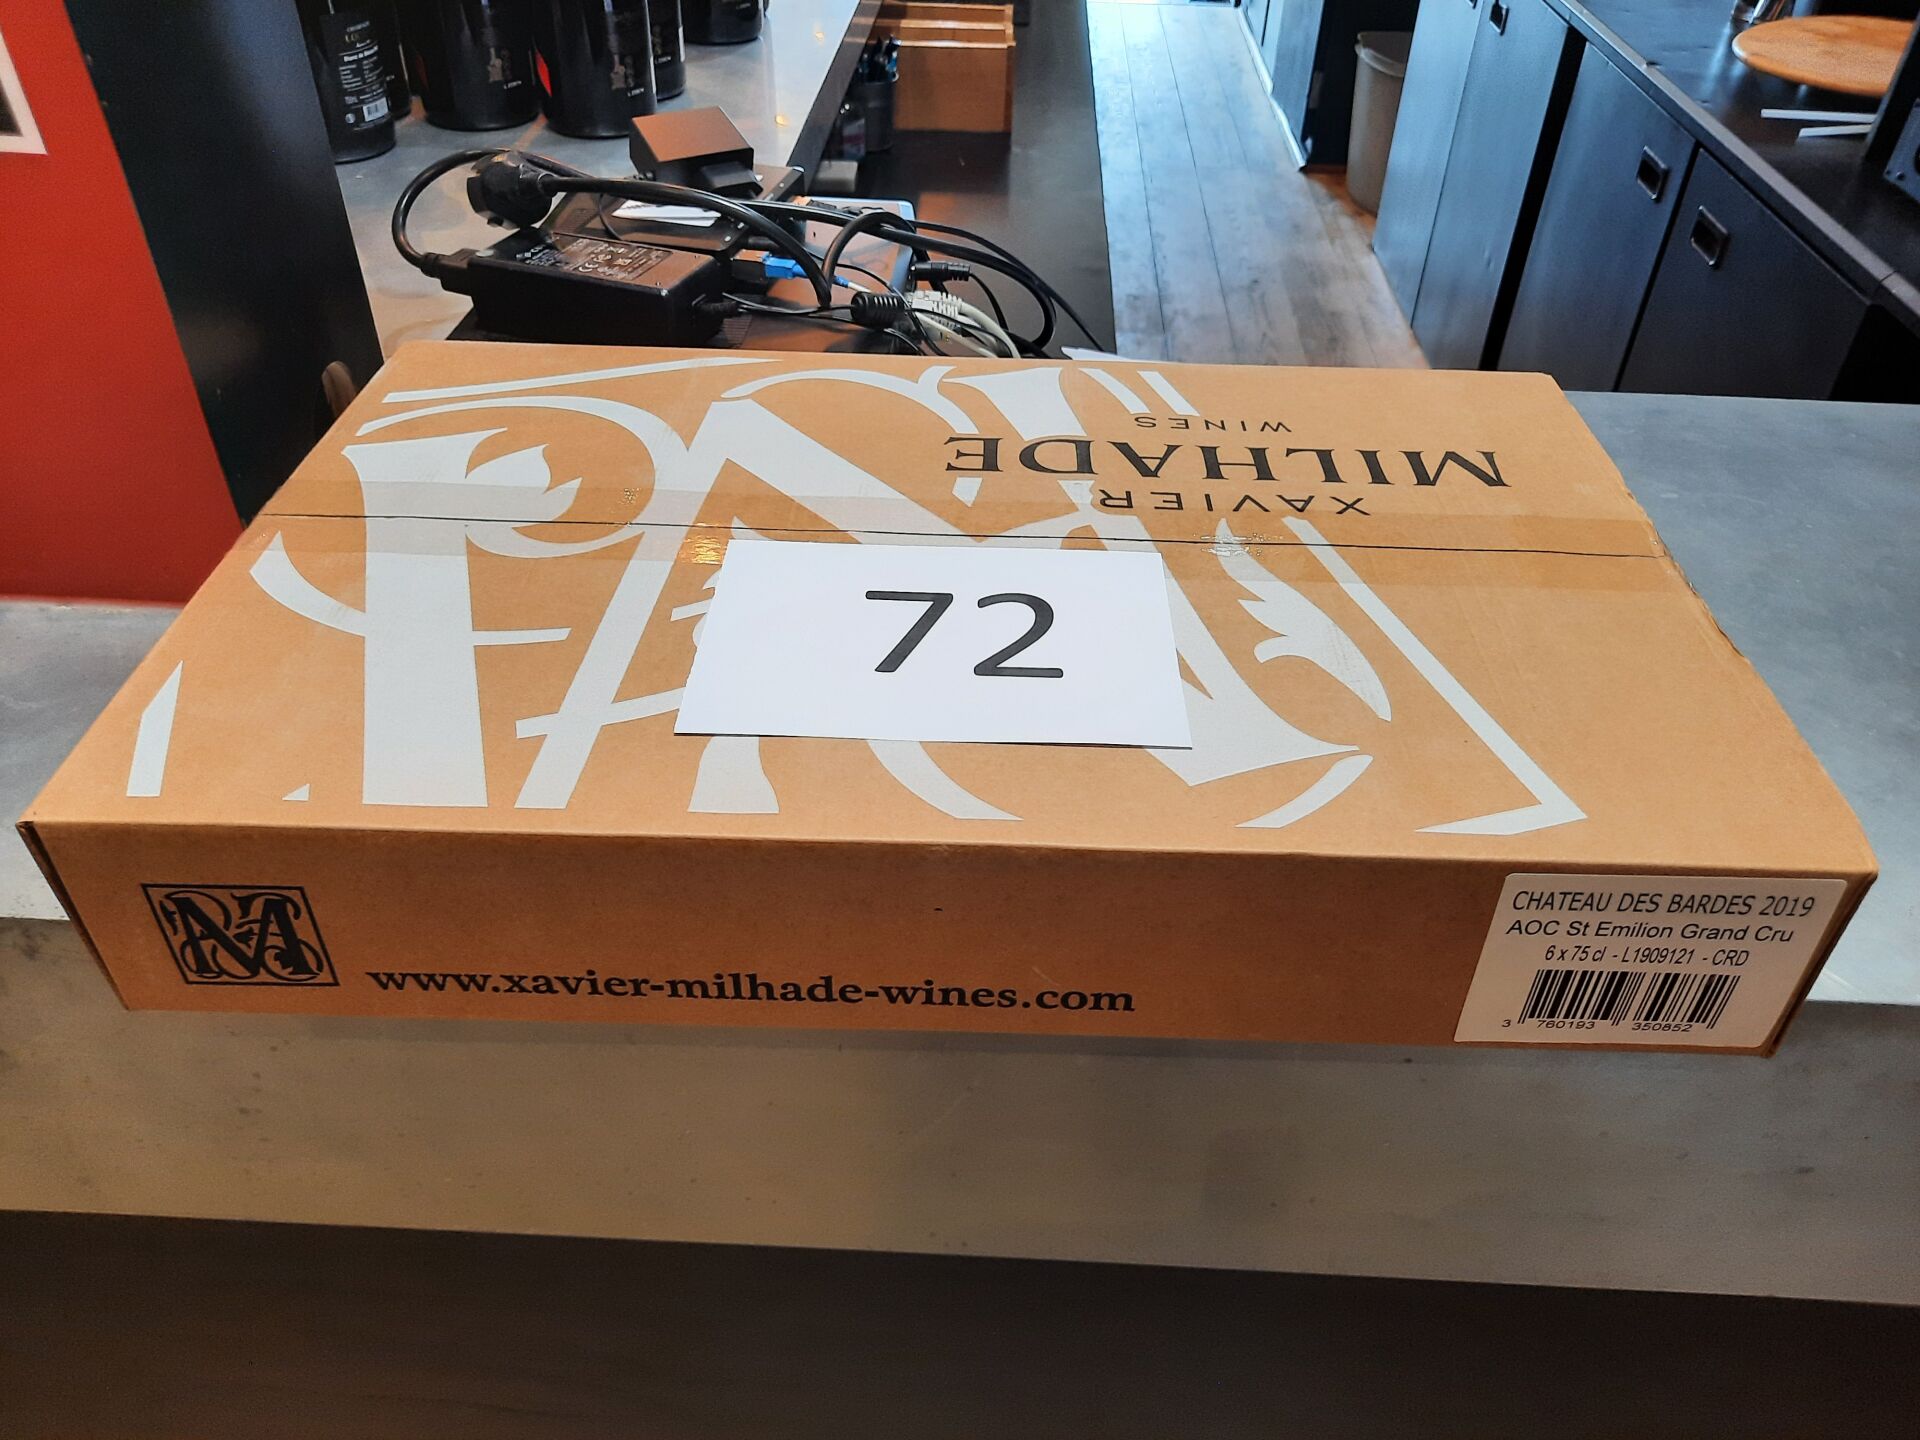 XAVIER
MILHADE
WINES
72
www.xavier-milhade-wines.com
CHATEAU DES BARDES 2019
AOC St Emilion Grand Cru
6 x 75 cl - L1909121 - CRD
3 760193 350852